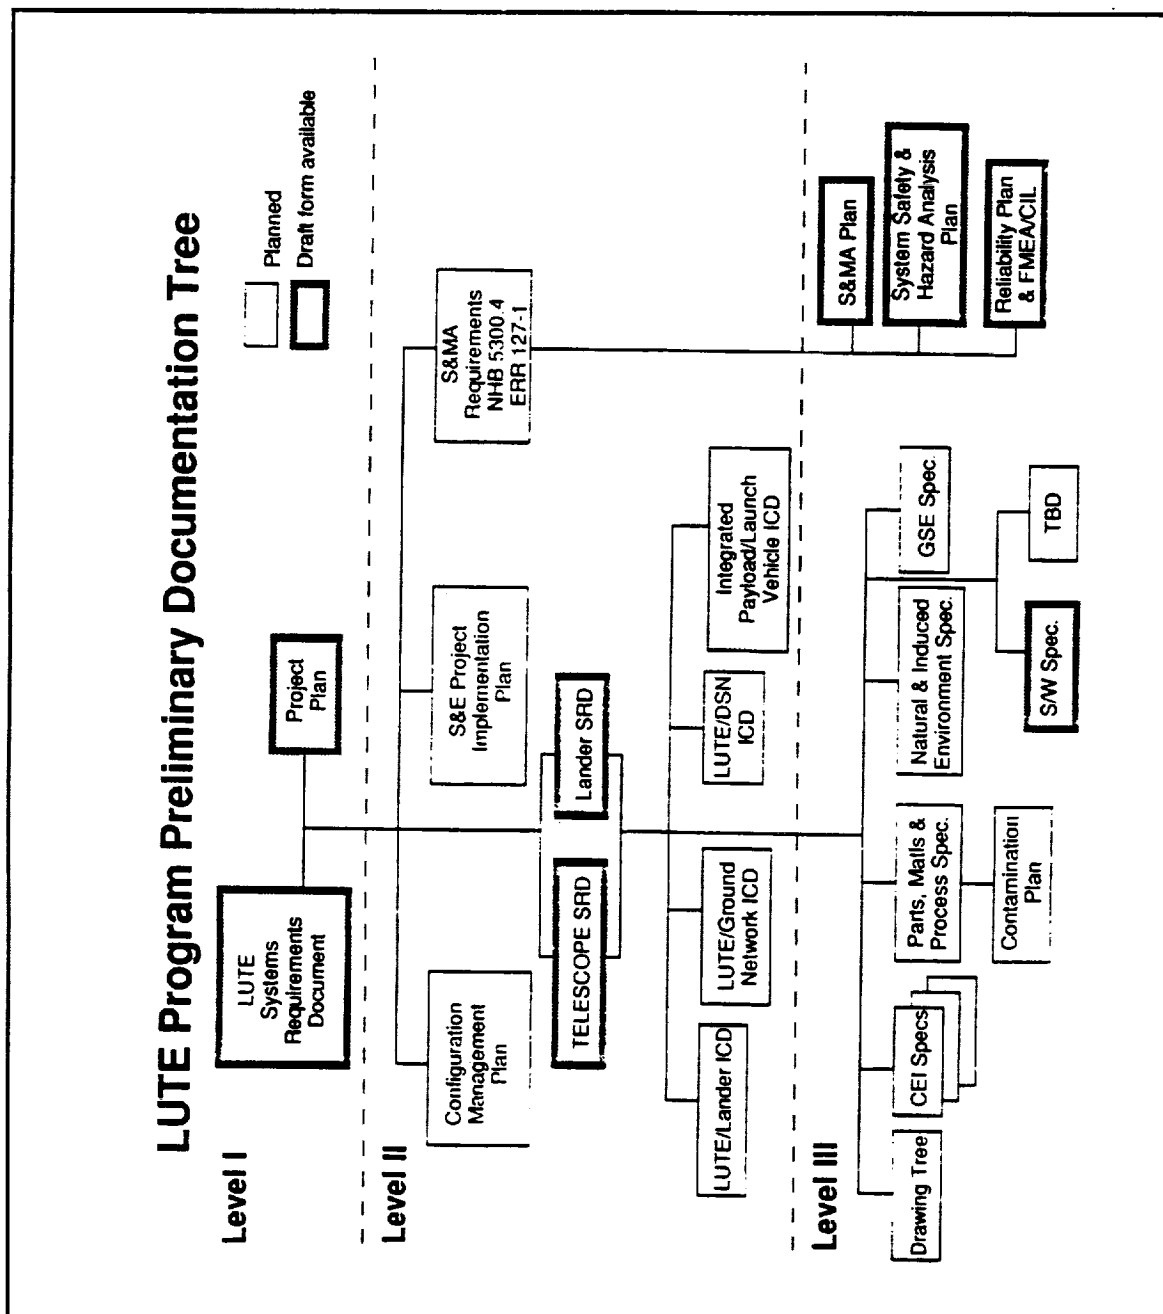 LUTE Program Preliminary Documentation Tree
Planned
Draft form available
Level I
LUTE
Systems
Requirements
Document
Project
Plan
Level II
Configuration
Management
Plan
S&E Project
Implementation
Plan
S&MA
Requirements
NHB 5300.4
ERR 127-1
TELESCOPE SRD
Lander SRD
LUTE/Lander ICD
LUTE/Ground
Network ICD
LUTE/DSN
ICD
Integrated
Payload/Launch
Vehicle ICD
Level III
S&MA Plan
System Safety &
Hazard Analysis
Plan
Reliability Plan
& FMEA/CIL
Drawing Tree
CEI Specs
Parts, Matls &
Process Spec.
Contamination
Plan
Natural & Induced
Environment Spec.
GSE Spec.
S/W Spec.
TBD